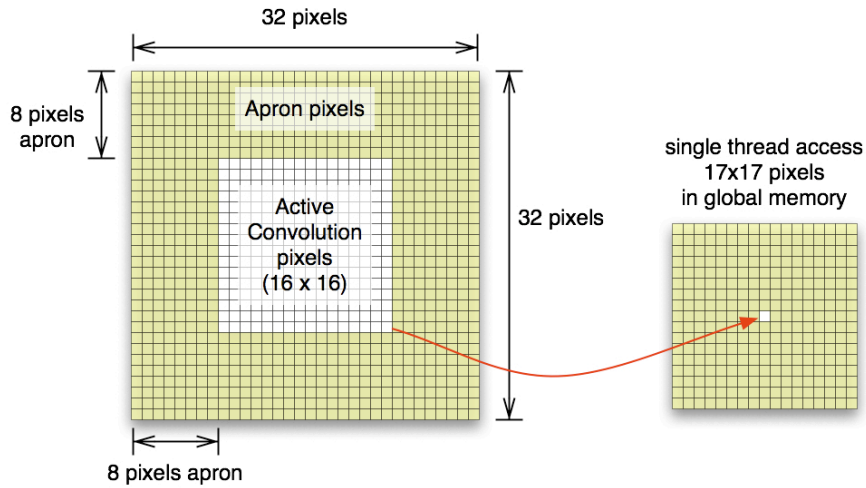 32 pixels
8 pixels
apron
Apron pixels
Active
Convolution
pixels
(16 x 16)
32 pixels
single thread access
17x17 pixels
in global memory
8 pixels apron